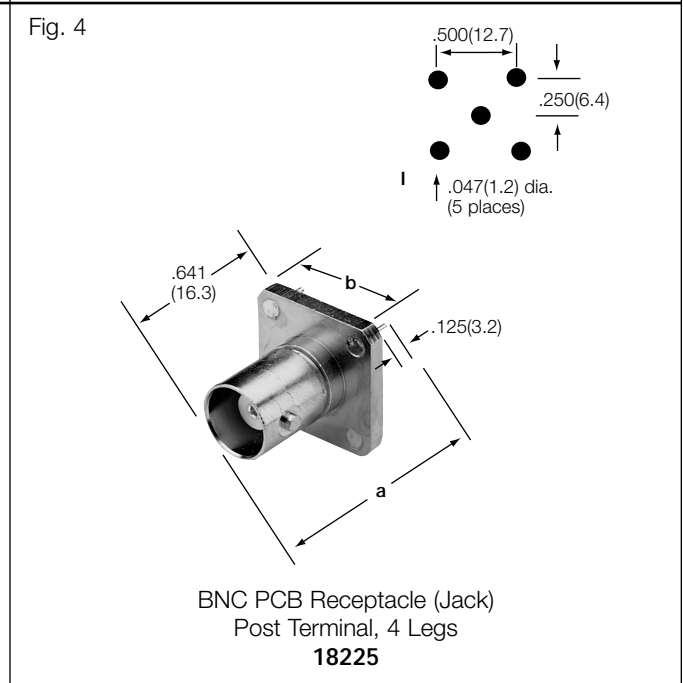 Fig. 4
.500(12.7)
.250(6.4)
I
.047(1.2) dia.
(5 places)
.641
(16.3)
b
.125(3.2)
a
BNC PCB Receptacle (Jack)
Post Terminal, 4 Legs
18225